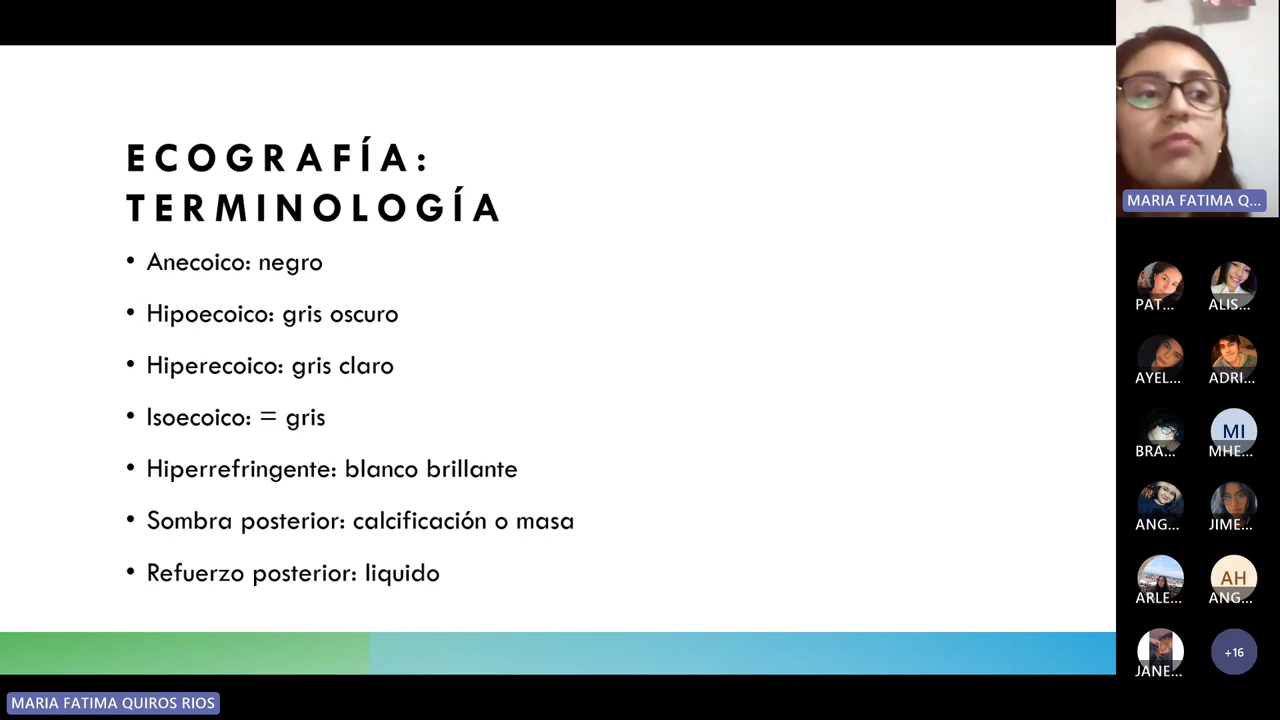 ECOGRAFÍA:
TERMINOLOGÍA
• Anecoico: negro
• Hipoecoico: gris oscuro
• Hiperecoico: gris claro
• Isoecoico: = gris
• Hiperrefringente: blanco brillante
• Sombra posterior: calcificación o masa
• Refuerzo posterior: liquido
MARIA FATIMA QUIROS RIOS
MARIA FATIMA Q...
PAT...
ALIS...
AYEL...
ADRI...
BRA...
MI
MHE...
ANG...
JIME...
ARLE...
AH
ANG...
JANE...
+16